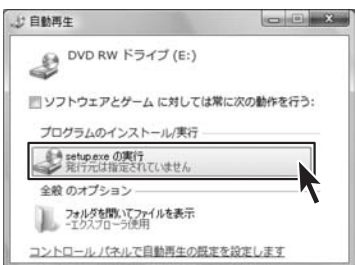 自動再生
DVD RW ドライブ (E:)
ソフトウェアとゲーム に対しては常に次の動作を行う:
プログラムのインストール/実行
setup.exe の実行
発行元は指定されていません
全般 のオプション
フォルダを開いてファイルを表示
-エクスプローラ使用
コントロール パネルで自動再生の既定を設定します